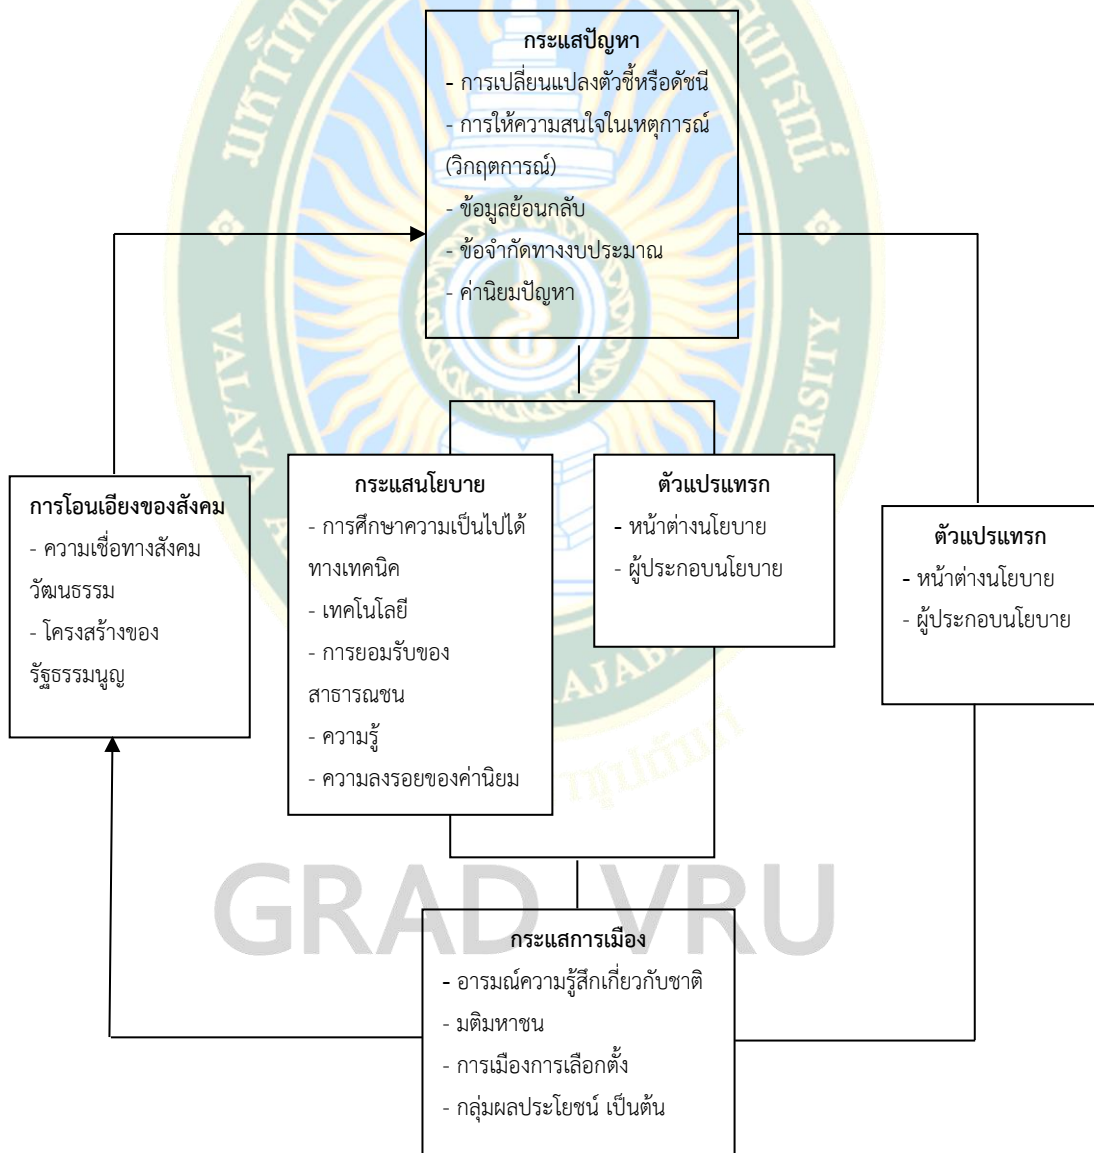 กระแสปัญหา
- การเปลี่ยนแปลงตัวชี้หรือดัชนี
- การให้ความสนใจในเหตุการณ์
(วิกฤตการณ์)
- ข้อมูลย้อนกลับ
- ข้อจำกัดทางงบประมาณ
- ค่านิยมปัญหา
การโอนเอียงของสังคม
- ความเชื่อทางสังคม
วัฒนธรรม
- โครงสร้างของ
รัฐธรรมนูญ
กระแสนโยบาย
- การศึกษาความเป็นไปได้
ทางเทคนิค
- เทคโนโลยี
- การยอมรับของ
สาธารณชน
- ความรู้
- ความลงรอยของค่านิยม
ตัวแปรแทรก
- หน้าต่างนโยบาย
- ผู้ประกอบนโยบาย
ตัวแปรแทรก
- หน้าต่างนโยบาย
- ผู้ประกอบนโยบาย
กระแสการเมือง
- อารมณ์ความรู้สึกเกี่ยวกับชาติ
- มติมหาชน
- การเมืองการเลือกตั้ง
- กลุ่มผลประโยชน์ เป็นต้น
VALAYA
GRAD VRU